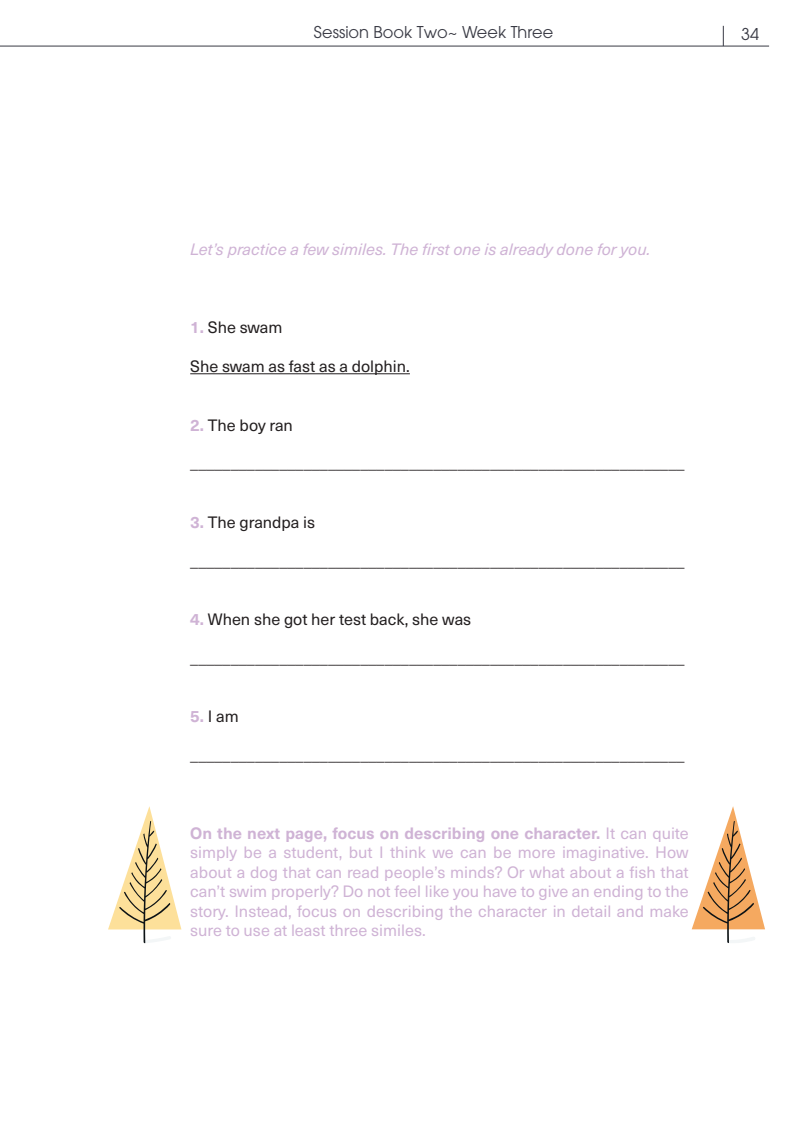 Session Book Two~ Week Three
34
Let's practice a few similes. The first one is already done for you.
1. She swam
She swam as fast as a dolphin.
2. The boy ran
3. The grandpa is
4. When she got her test back, she was
5. I am
On the next page, focus on describing one character. It can quite
simply be a student, but I think we can be more imaginative. How
about a dog that can read people's minds? Or what about a fish that
can't swim properly? Do not feel like you have to give an ending to the
story. Instead, focus on describing the character in detail and make
sure to use at least three similes.